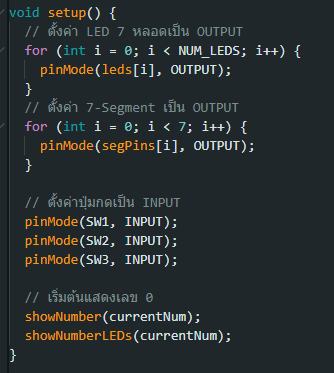 void setup() {
  // ตั้งค่า LED 7 หลอดเป็น OUTPUT
  for (int i = 0; i < NUM_LEDS; i++) {
    pinMode(leds[i], OUTPUT);
  }
  // ตั้งค่า 7-Segment เป็น OUTPUT
  for (int i = 0; i < 7; i++) {
    pinMode(segPins[i], OUTPUT);
  }

  // ตั้งค่าปุ่มกดเป็น INPUT
  pinMode(SW1, INPUT);
  pinMode(SW2, INPUT);
  pinMode(SW3, INPUT);

  // เริ่มต้นแสดงเลข 0
  showNumber(currentNum);
  showNumberLEDs(currentNum);
}